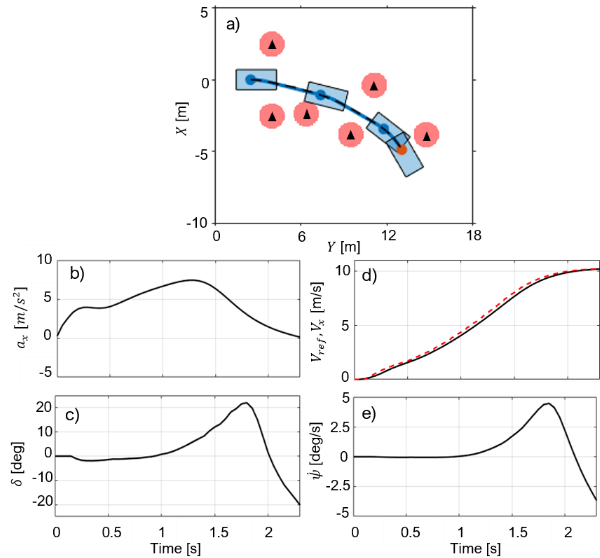 a)
5
0
-5
-10
X [m]
0
6
12
18
Y [m]
b)
10
5
0
-5
a_x [m/s²]
d)
10
5
0
V_ref, V_x [m/s]
c)
20
10
0
-10
-20
δ [deg]
0
0.5
1
1.5
2
Time [s]
e)
5
2.5
0
-2.5
-5
ψ̇ [deg/s]
0
0.5
1
1.5
2
Time [s]